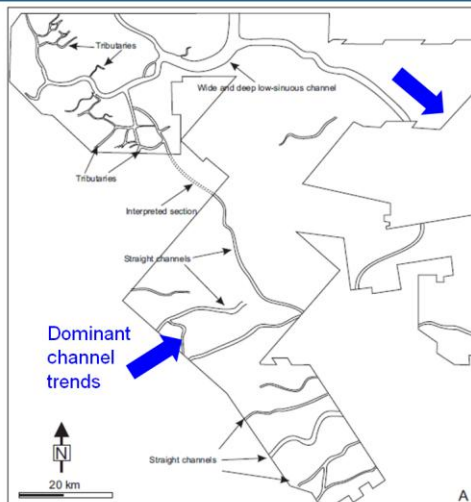 Tributaries
Wide and deep low-sinuous channel
Tributaries
Interpreted section
Straight channels
Dominant
channel
trends
N
Straight channels
20 km
A